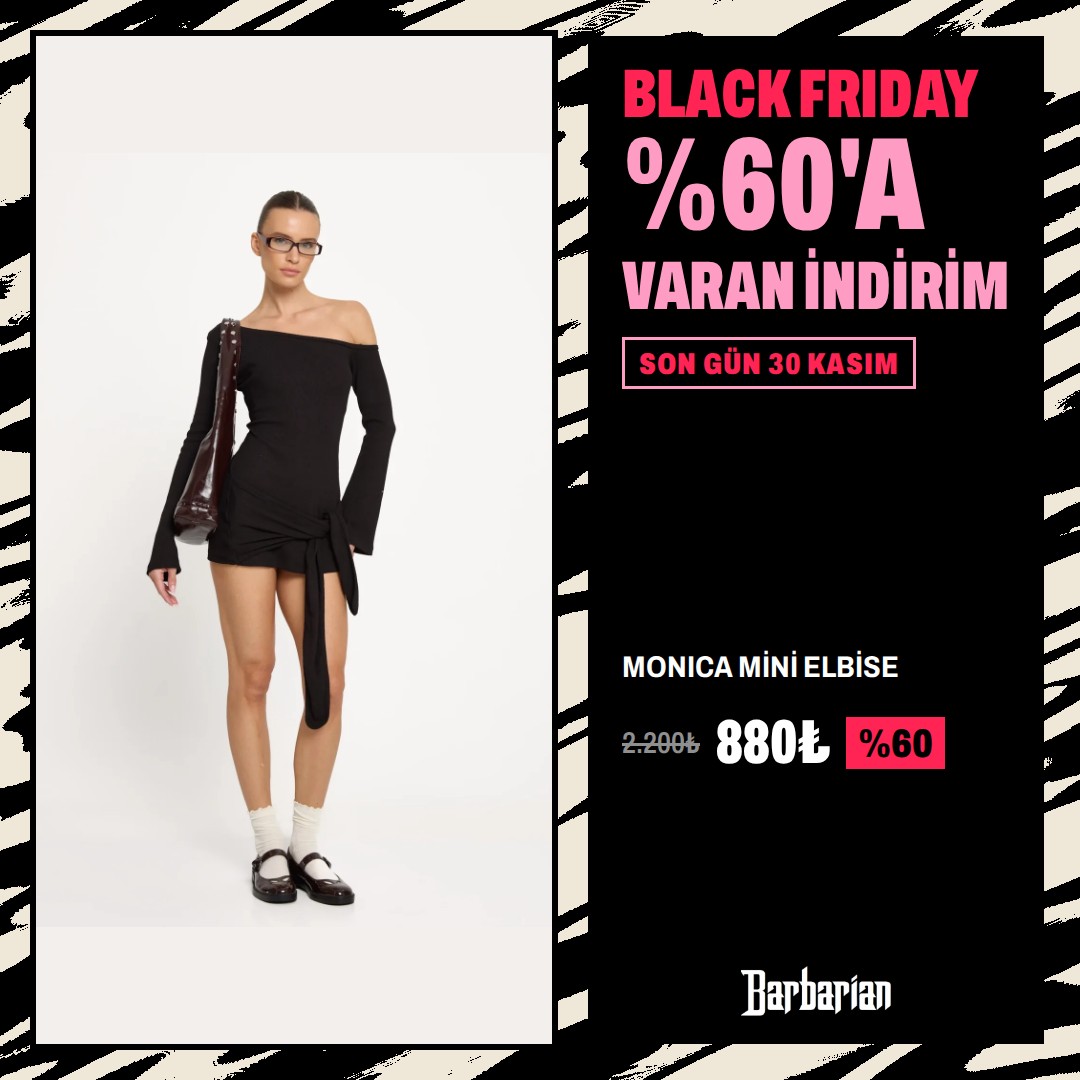 BLACK FRIDAY
%60'A
VARAN İNDİRİM
SON GÜN 30 KASIM
MONICA MİNİ ELBİSE
2.200₺ 880₺ %60
Barbarian